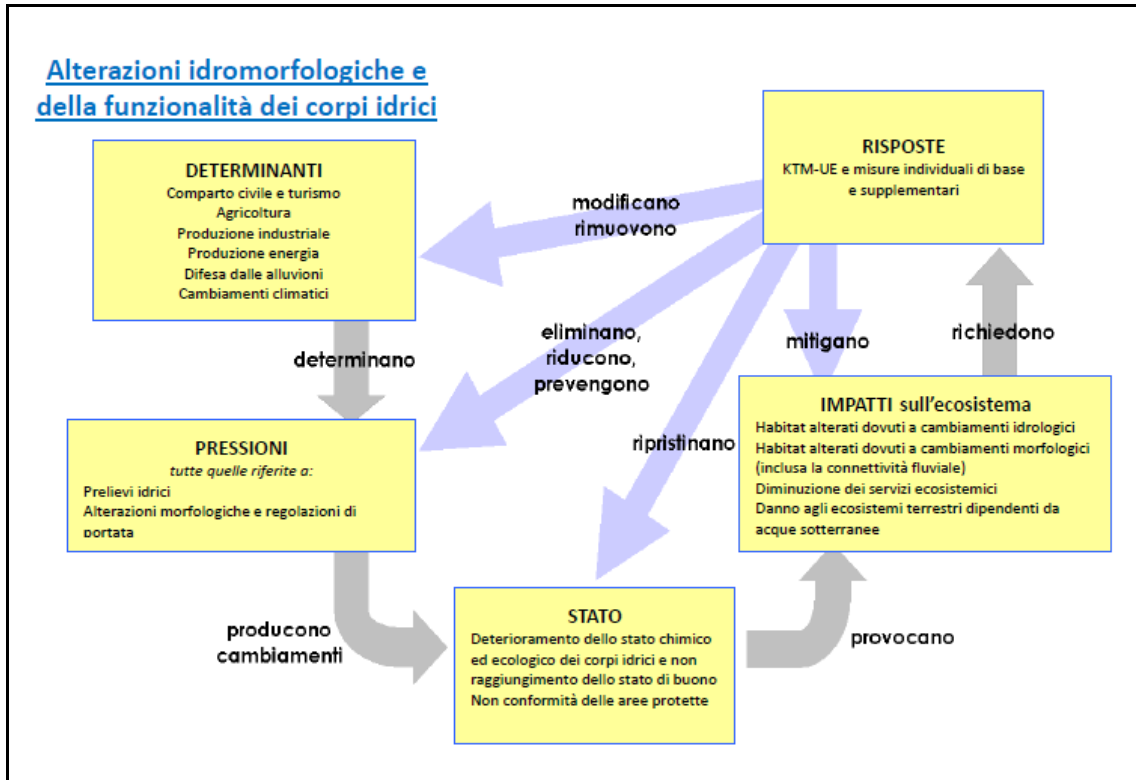 Alterazioni idromorfologiche e
della funzionalità dei corpi idrici
DETERMINANTI
Comparto civile e turismo
Agricoltura
Produzione industriale
Produzione energia
Difesa dalle alluvioni
Cambiamenti climatici
RISPOSTE
KTM-UE e misure individuali di base
e supplementari
modificano
rimuovono
determinano
eliminano,
riducono,
prevengono
mitigano
richiedono
ripristinano
PRESSIONI
tutte quelle riferite a:
Prelievi idrici
Alterazioni morfologiche e regolazioni di
portata
IMPATTI sull'ecosistema
Habitat alterati dovuti a cambiamenti idrologici
Habitat alterati dovuti a cambiamenti morfologici
(inclusa la connettività fluviale)
Diminuzione dei servizi ecosistemici
Danno agli ecosistemi terrestri dipendenti da
acque sotterranee
producono
cambiamenti
STATO
Deterioramento dello stato chimico
ed ecologico dei corpi idrici e non
raggiungimento dello stato di buono
Non conformità delle aree protette
provocano